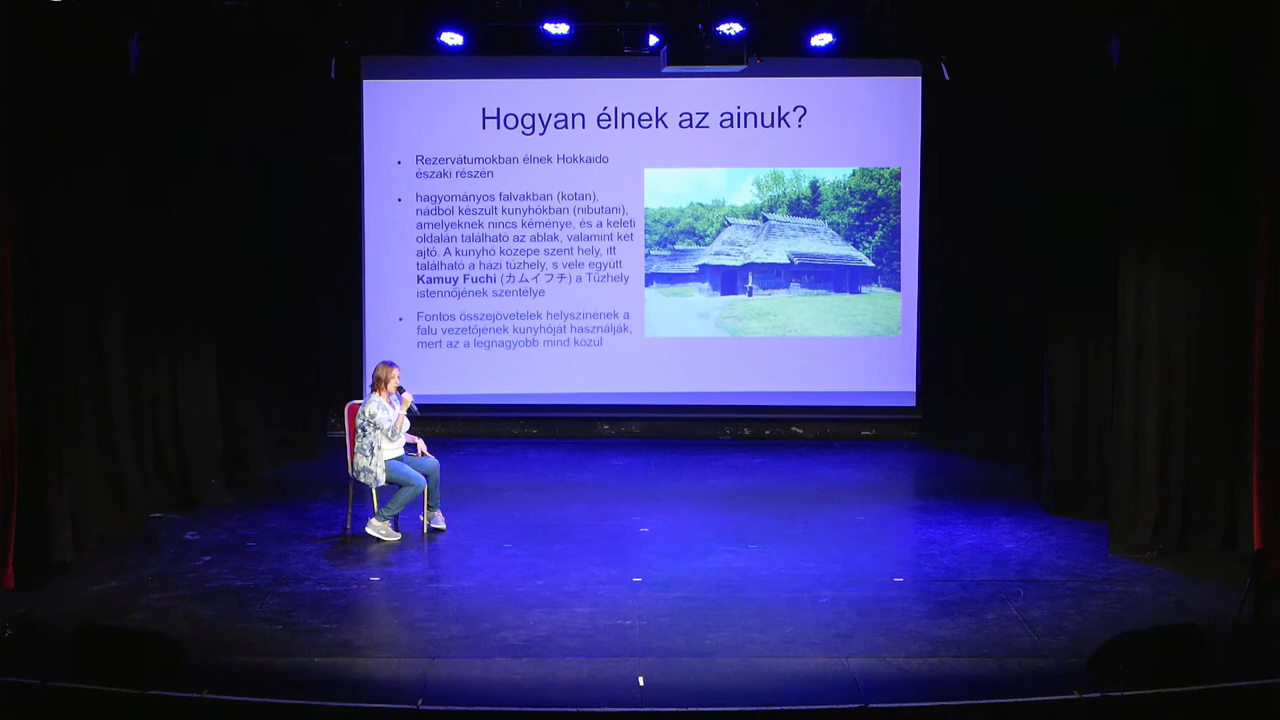 Hogyan élnek az ainuk?
Rezervátumokban élnek Hokkaido
északi részén
hagyományos falvakban (kotan),
nádból készült kunyhókban (nibutani),
amelyeknek nincs kéménye, és a keleti
oldalán található az ablak, valamint két
ajtó. A kunyhó közepe szent hely, itt
található a házi tűzhely, s vele együtt
Kamuy Fuchi (カムイフチ) a Tűzhely
istennőjének szentélye
Fontos összejövetelek helyszínének a
falu vezetőjének kunyhóját használják,
mert az a legnagyobb mind közül